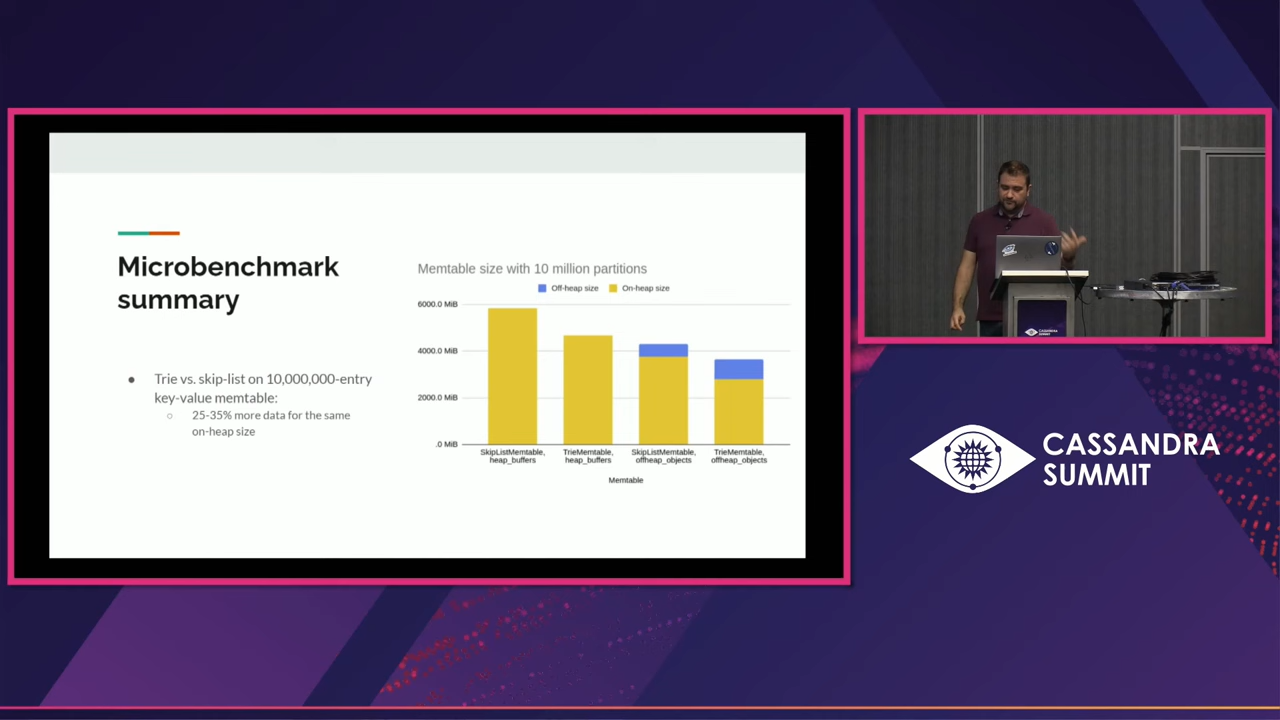 Microbenchmark
summary
Trie vs. skip-list on 10,000,000-entry
key-value memtable:
25-35% more data for the same
on-heap size
Memtable size with 10 million partitions
Off-heap size On-heap size
6000.0 MiB
4000.0 MiB
2000.0 MiB
.0 MiB
SkipListMemtable,
heap_buffers
TrieMemtable,
heap_buffers
SkipListMemtable,
offheap_objects
TrieMemtable,
offheap_objects
Memtable
CASSANDRA
SUMMIT
CASSANDRA
SUMMIT